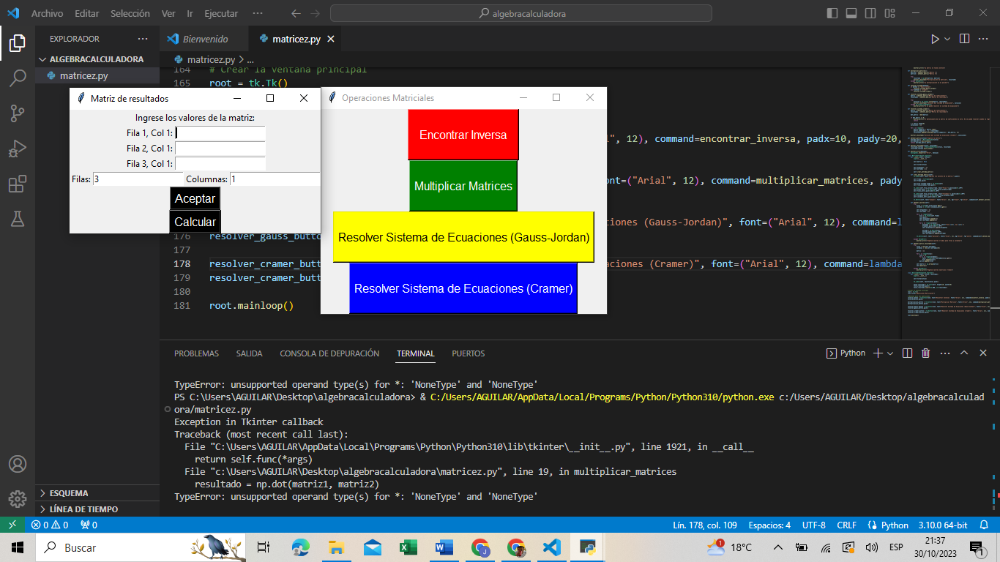 Archivo Editar Selección Ver Ir Ejecutar ··· algebracalculadora
EXPLORADOR ···
Bienvenido
matricez.py
ALGEBRACALCULADORA
matricez.py
matricez.py > ...
164 # Crear la ventana principal
165 root = tk.Tk()
Matriz de resultados
Ingrese los valores de la matriz:
Fila 1, Col 1:
Fila 2, Col 1:
Fila 3, Col 1:
Filas: 3 Columnas: 1
Aceptar
Calcular
Operaciones Matriciales
Encontrar Inversa
Multiplicar Matrices
Resolver Sistema de Ecuaciones (Gauss-Jordan)
Resolver Sistema de Ecuaciones (Cramer)
", 12), command=encontrar_inversa, padx=10, pady=20,
ont=("Arial", 12), command=multiplicar_matrices, pady
iones (Gauss-Jordan)", font=("Arial", 12), command=l
176 resolver_gauss_butto
177
178 resolver_cramer_butt
aciones (Cramer)", font=("Arial", 12), command=lambda
179 resolver_cramer_butt
180
181 root.mainloop()
PROBLEMAS SALIDA CONSOLA DE DEPURACIÓN TERMINAL PUERTOS
Python
TypeError: unsupported operand type(s) for *: 'NoneType' and 'NoneType'
PS C:\Users\AGUILAR\Desktop\algebracalculadora> & C:/Users/AGUILAR/AppData/Local/Programs/Python/Python310/python.exe c:/Users/AGUILAR/Desktop/algebracalculad
ora/matricez.py
Exception in Tkinter callback
Traceback (most recent call last):
File "C:\Users\AGUILAR\AppData\Local\Programs\Python\Python310\lib\tkinter\__init__.py", line 1921, in __call__
return self.func(*args)
File "c:\Users\AGUILAR\Desktop\algebracalculadora\matricez.py", line 19, in multiplicar_matrices
resultado = np.dot(matriz1, matriz2)
TypeError: unsupported operand type(s) for *: 'NoneType' and 'NoneType'
ESQUEMA
LÍNEA DE TIEMPO
0 0 0
Lín. 178, col. 109 Espacios: 4 UTF-8 CRLF Python 3.10.0 64-bit
Buscar
1
18°C
ESP
21:37
30/10/2023
1